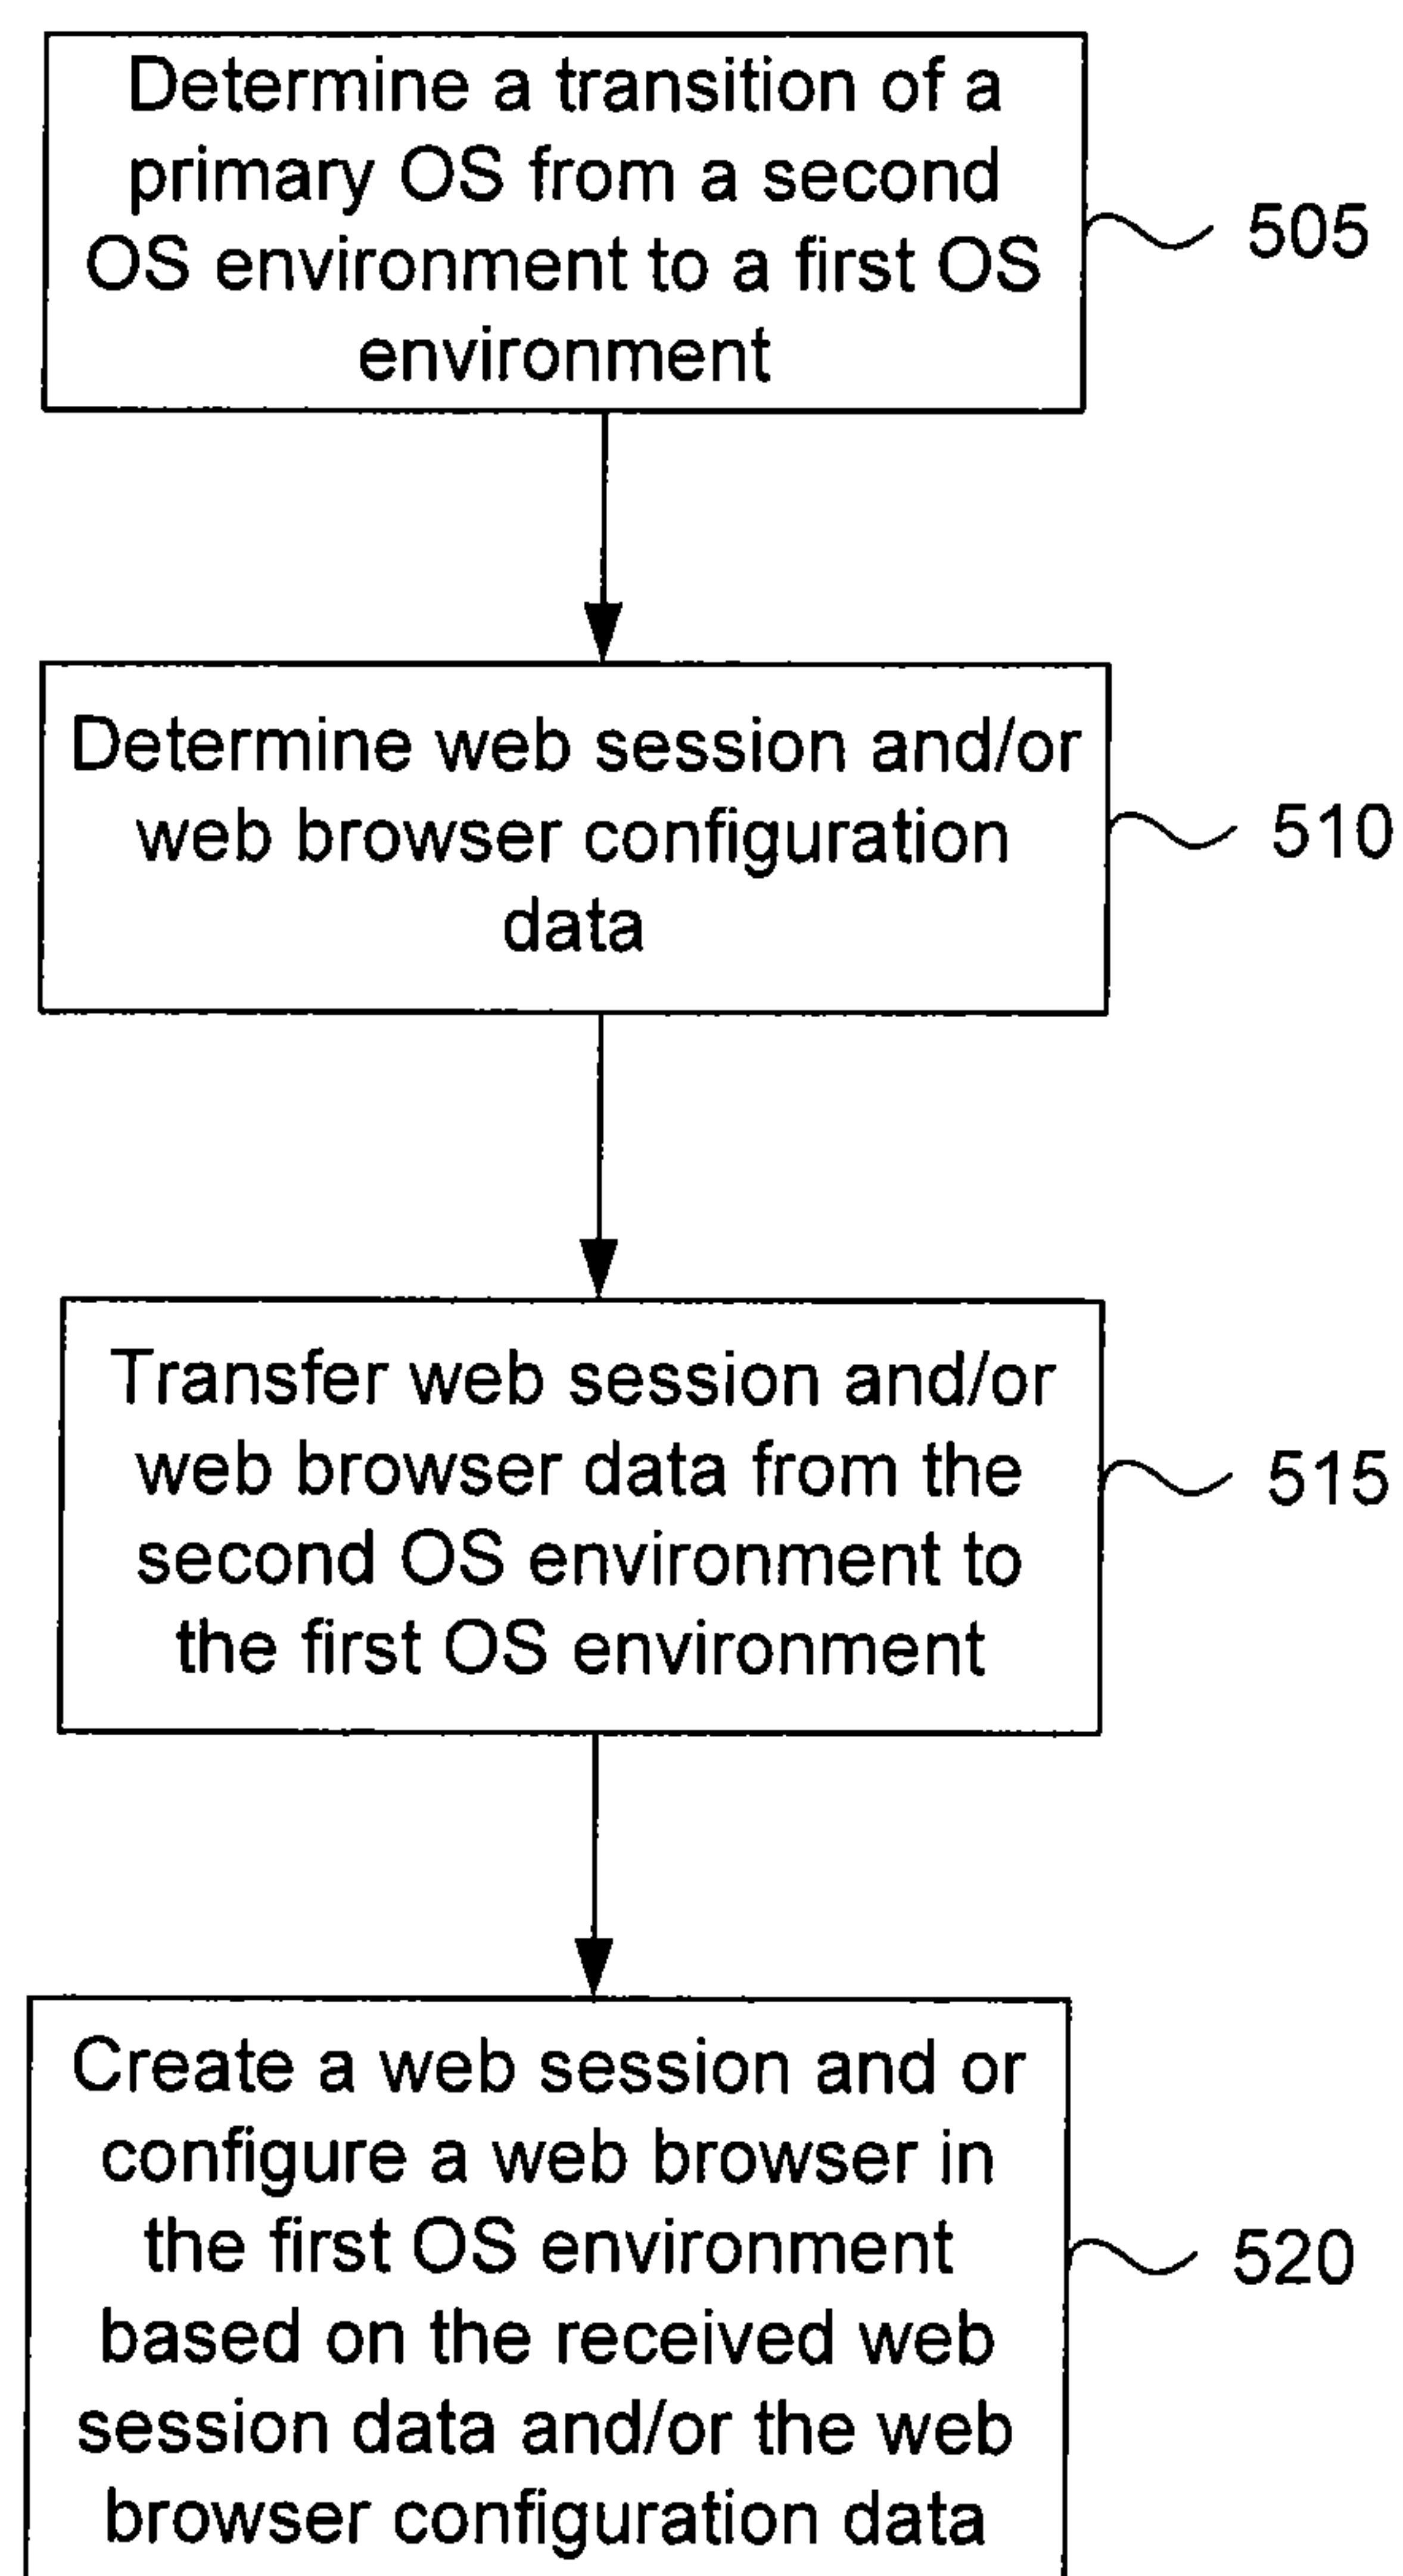 Determine a transition of a
primary OS from a second
OS environment to a first OS
environment
505
Determine web session and/or
web browser configuration
data
510
Transfer web session and/or
web browser data from the
second OS environment to
the first OS environment
515
Create a web session and or
configure a web browser in
the first OS environment
based on the received web
session data and/or the web
browser configuration data
520